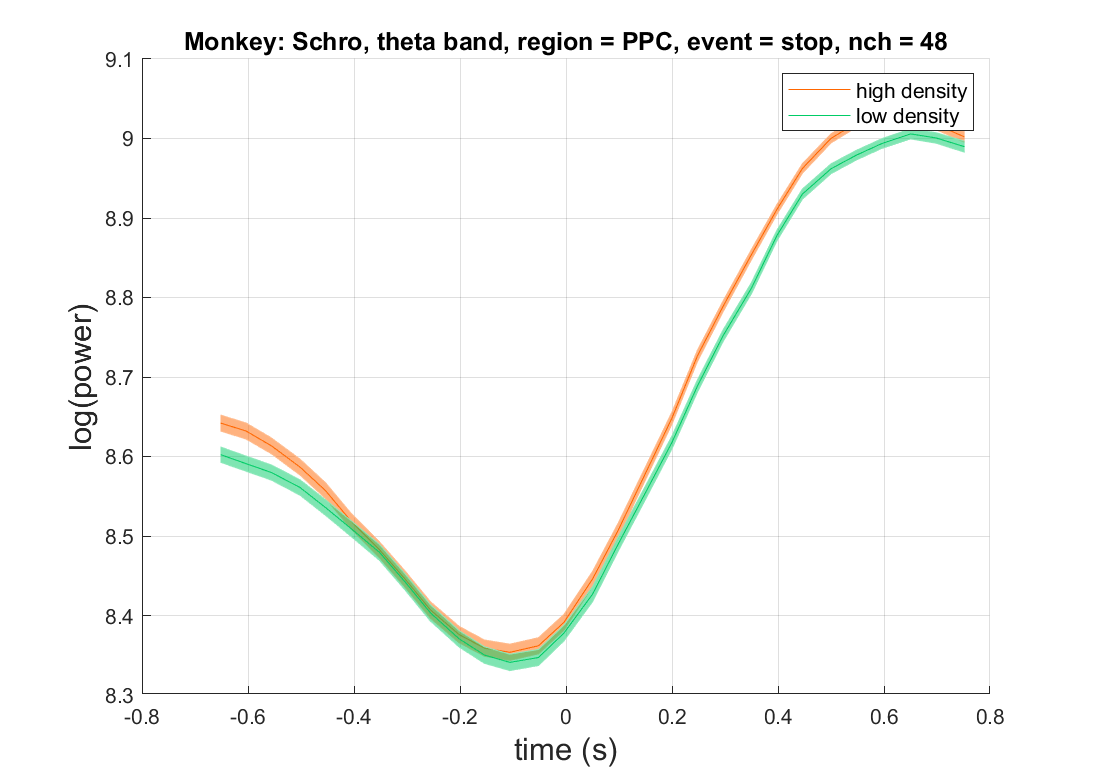 Monkey: Schro, theta band, region = PPC, event = stop, nch = 48
high density
low density
9.1
9
8.9
8.8
8.7
8.6
8.5
8.4
8.3
log(power)
-0.8 -0.6 -0.4 -0.2 0 0.2 0.4 0.6 0.8
time (s)